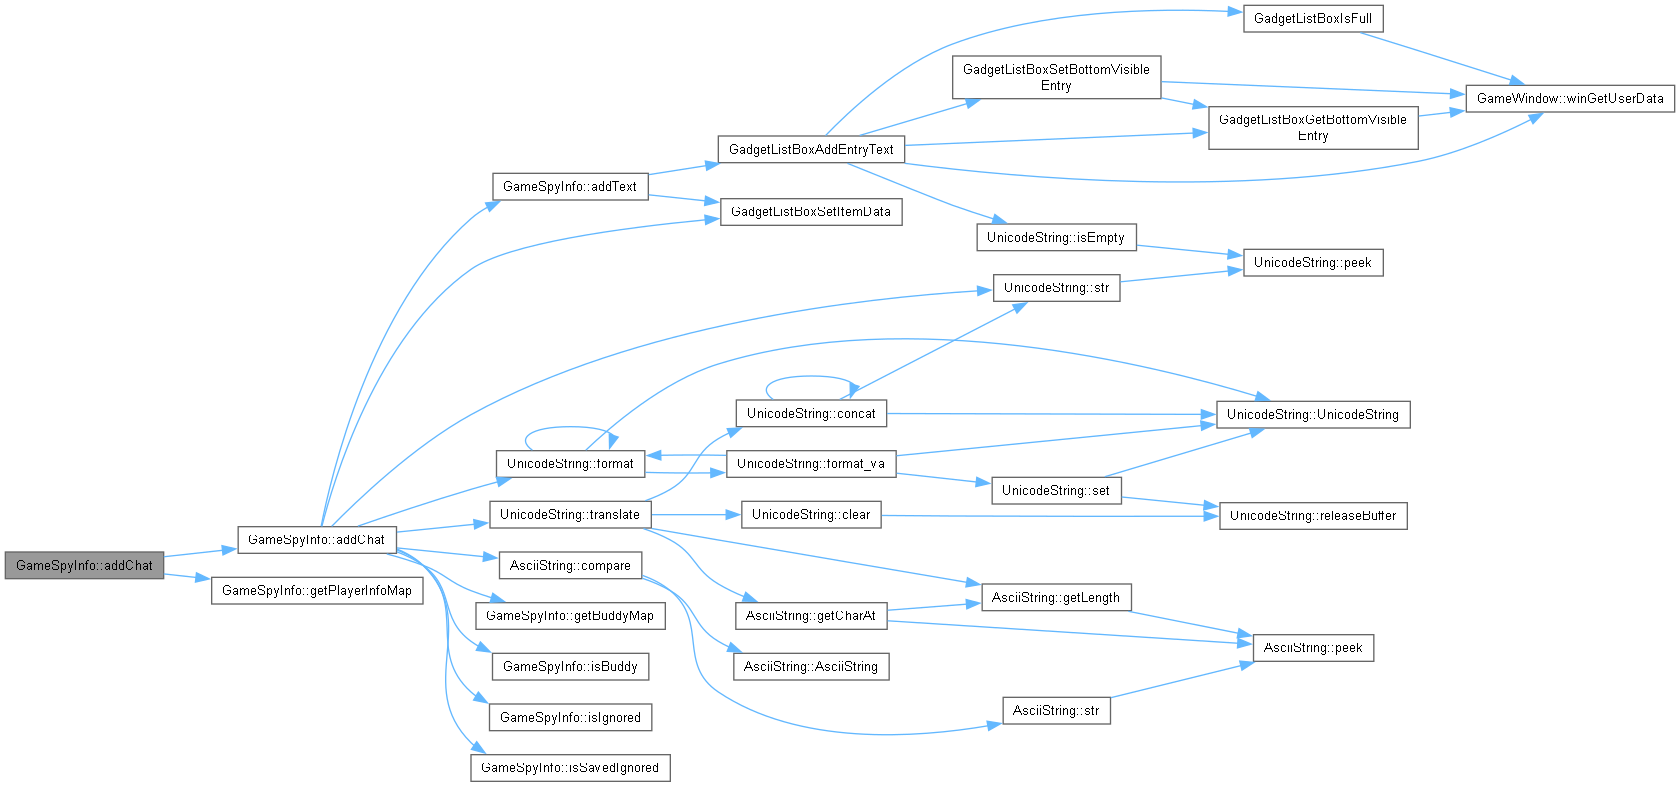 GameSpyInfo::addChat
GameSpyInfo::addChat
GameSpyInfo::getPlayerInfoMap
GameSpyInfo::addText
UnicodeString::format
UnicodeString::translate
AsciiString::compare
GameSpyInfo::getBuddyMap
GameSpyInfo::isBuddy
GameSpyInfo::isIgnored
GameSpyInfo::isSavedIgnored
GadgetListBoxAddEntryText
GadgetListBoxSetItemData
UnicodeString::concat
UnicodeString::format_va
UnicodeString::clear
AsciiString::getCharAt
AsciiString::AsciiString
GadgetListBoxSetBottomVisible
Entry
UnicodeString::isEmpty
UnicodeString::str
UnicodeString::set
AsciiString::getLength
AsciiString::str
GadgetListBoxIsFull
GadgetListBoxGetBottomVisible
Entry
UnicodeString::peek
UnicodeString::UnicodeString
UnicodeString::releaseBuffer
AsciiString::peek
GameWindow::winGetUserData